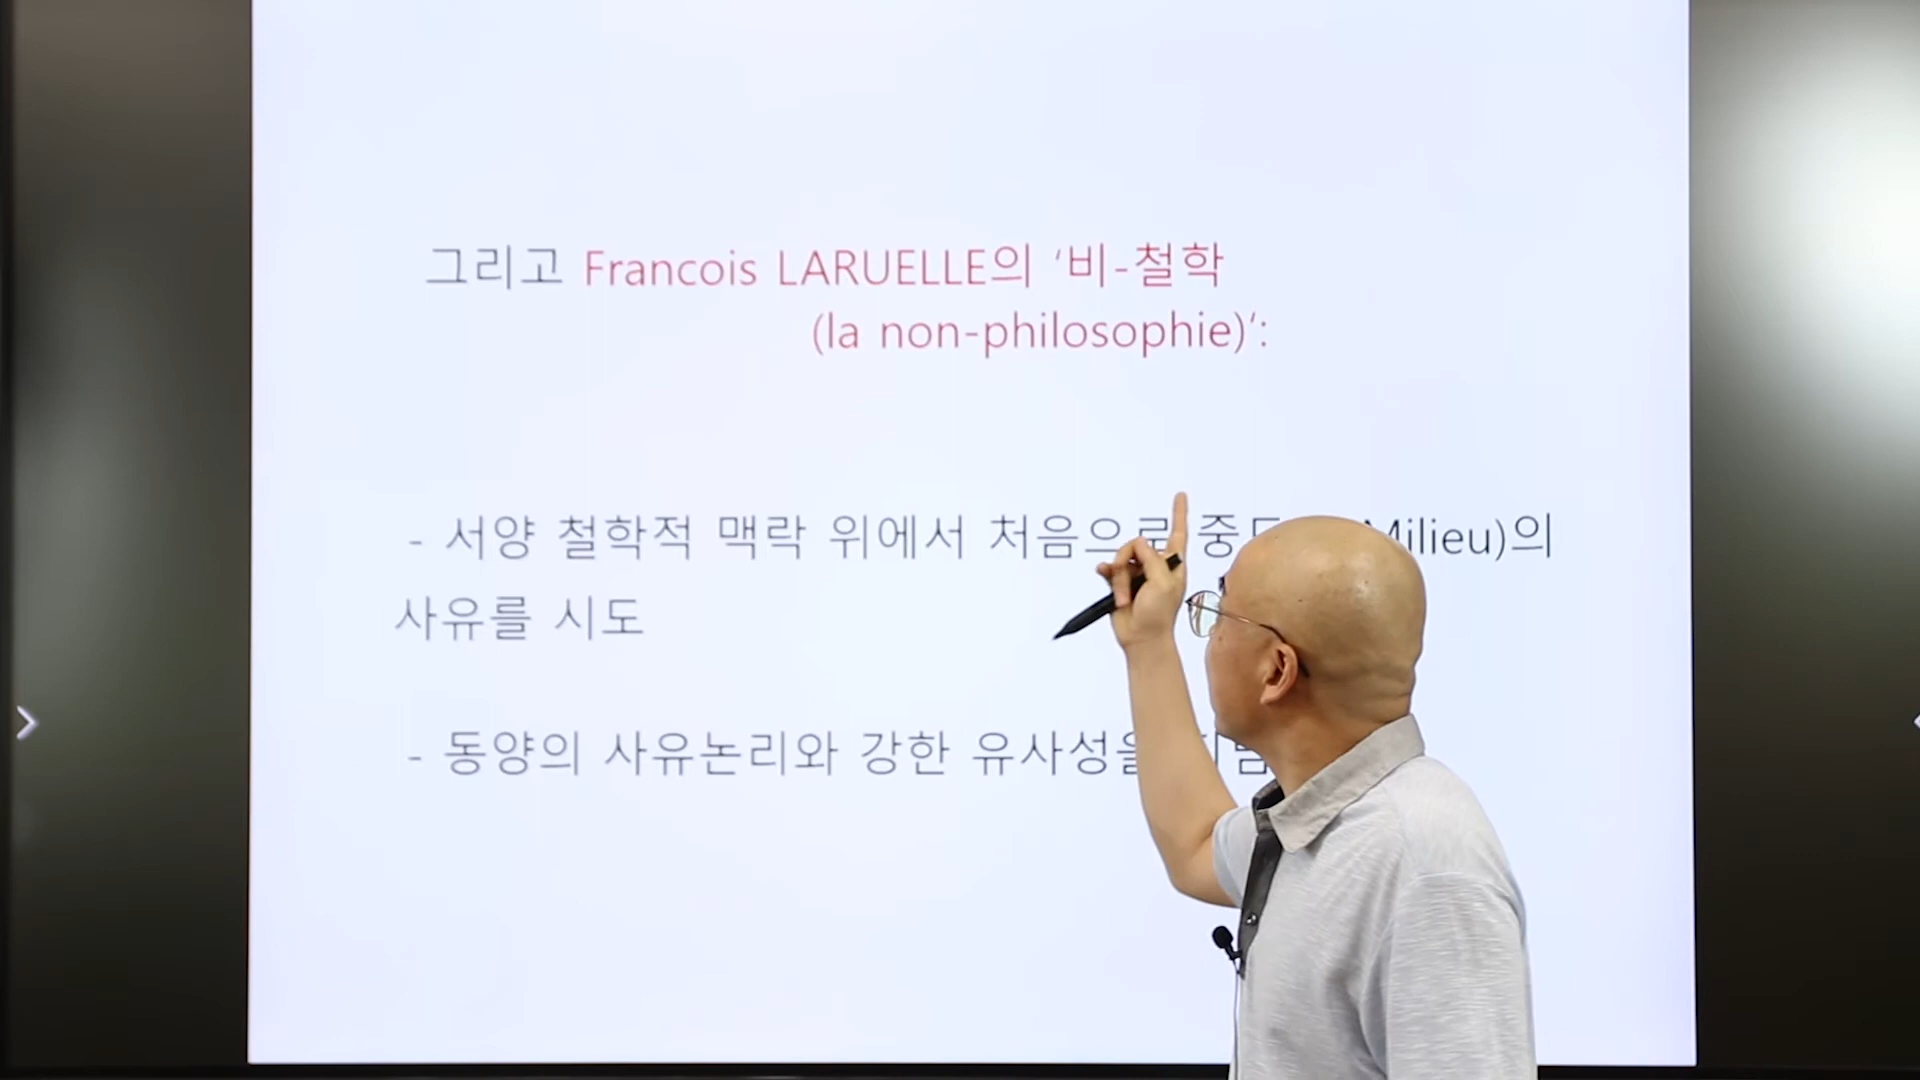 그리고 Francois LARUELLE의 ‘비-철학
(la non-philosophie)’:
- 서양 철학적 맥락 위에서 처음으로 Milieu)의
사유를 시도
- 동양의 사유논리와 강한 유사성을